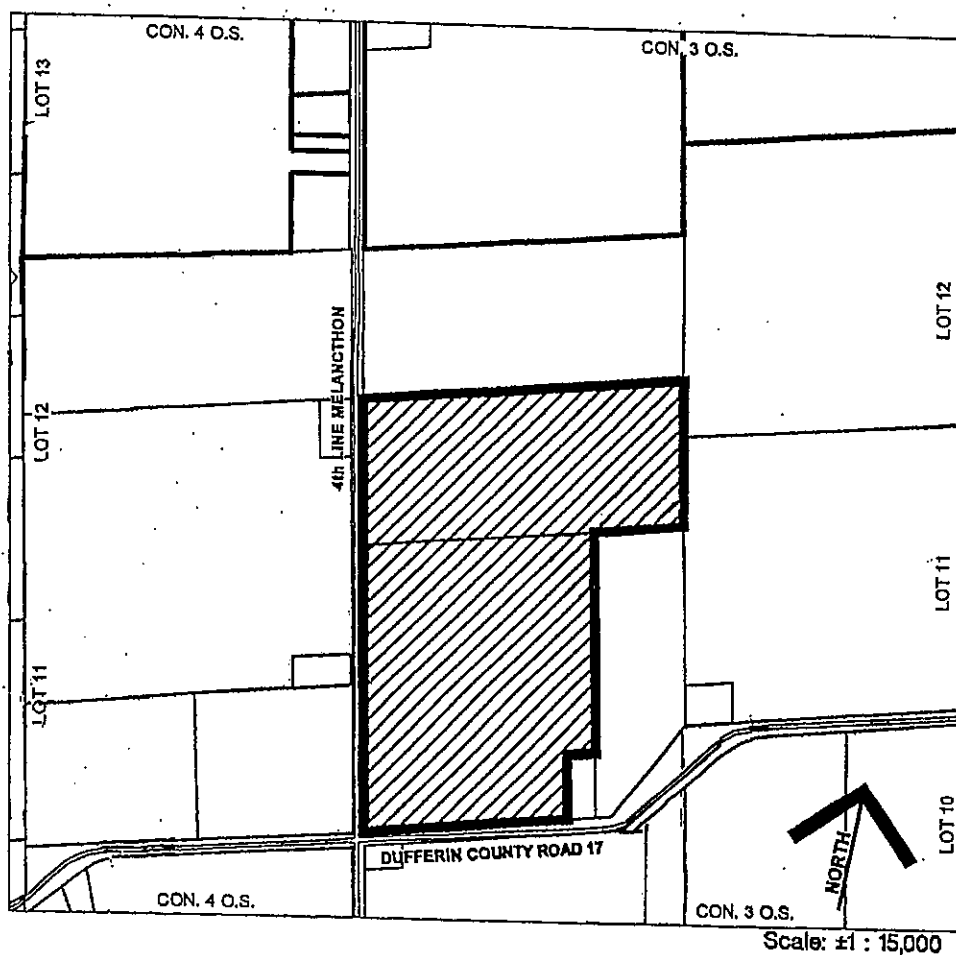 CON. 4 O.S.
CON. 3 O.S.
LOT 13
LOT 12
4th LINE MELANCTHON
LOT 12
LOT 11
LOT 11
LOT 10
DUFFERIN COUNTY ROAD 17
NORTH
CON. 4 O.S.
CON. 3 O.S.
Scale: ±1 : 15,000